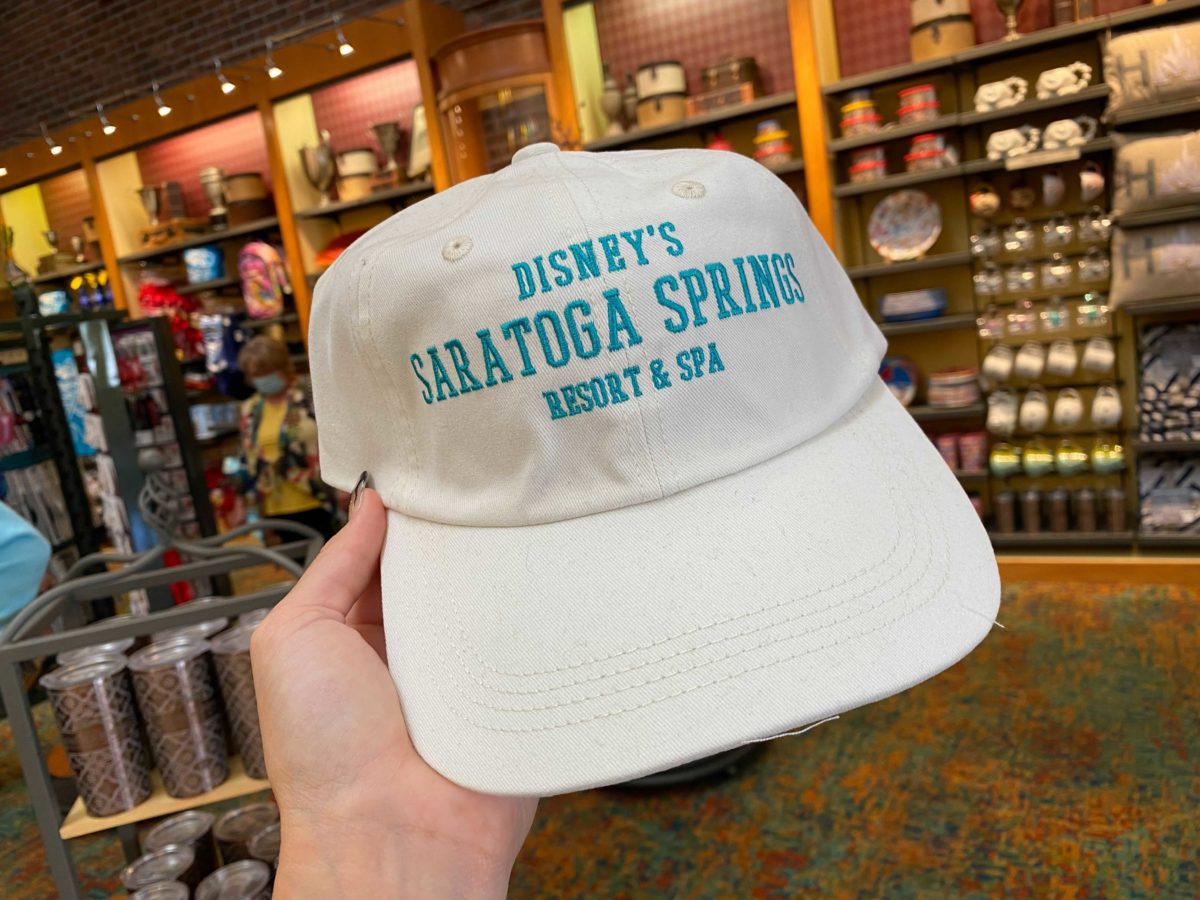 DISNEY'S
SARATOGA SPRINGS
RESORT & SPA
H
H
H